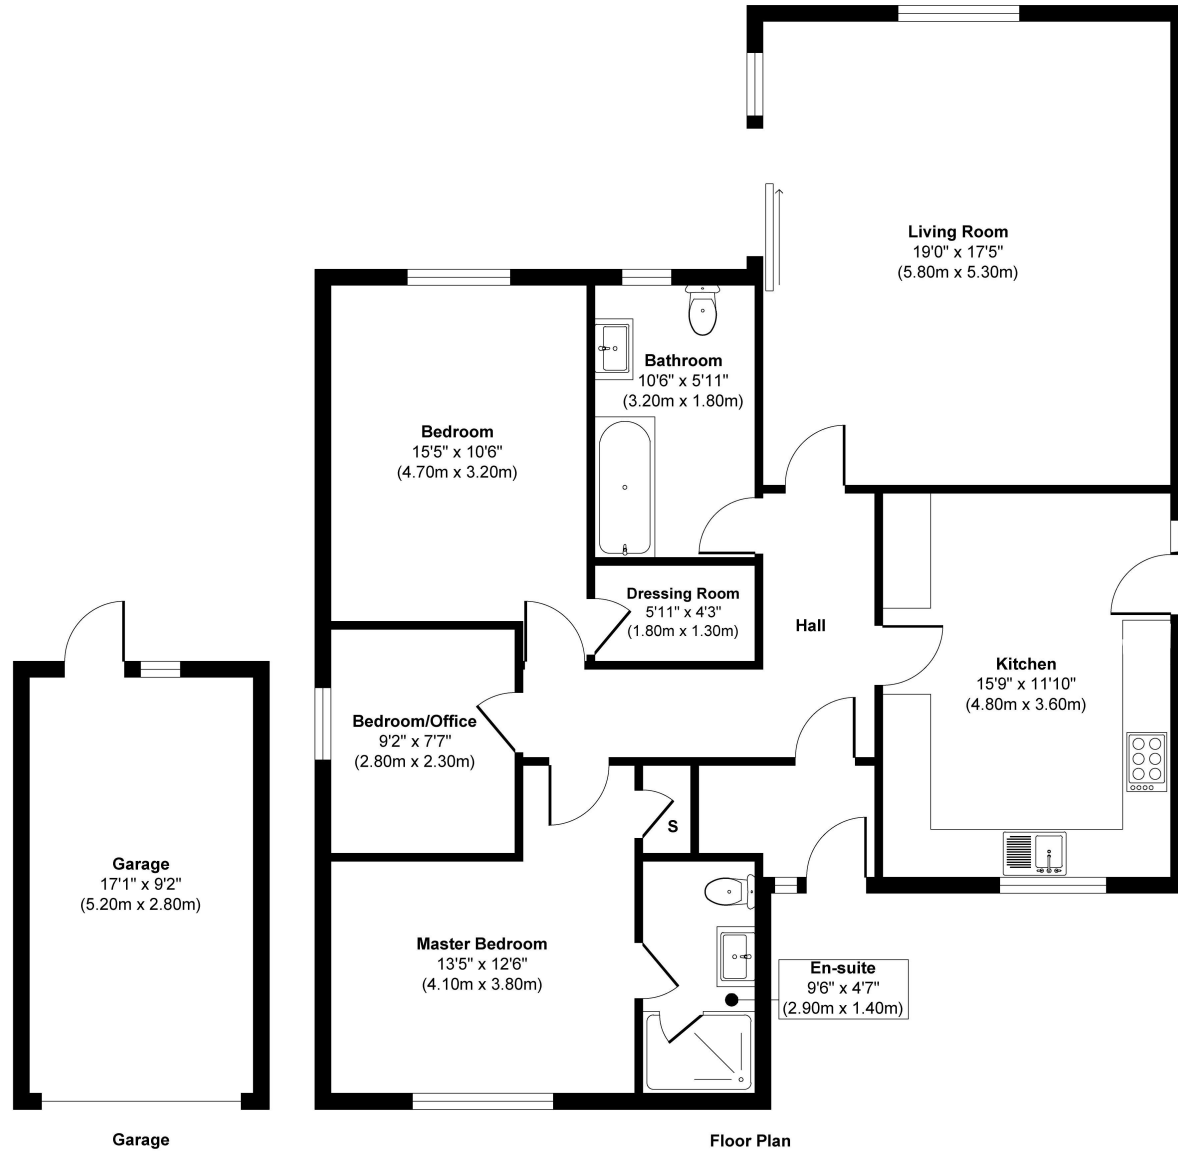 Living Room
19'0" x 17'5"
(5.80m x 5.30m)
Bathroom
10'6" x 5'11"
(3.20m x 1.80m)
Bedroom
15'5" x 10'6"
(4.70m x 3.20m)
Dressing Room
5'11" x 4'3"
(1.80m x 1.30m)
Hall
Kitchen
15'9" x 11'10"
(4.80m x 3.60m)
Bedroom/Office
9'2" x 7'7"
(2.80m x 2.30m)
S
Garage
17'1" x 9'2"
(5.20m x 2.80m)
Master Bedroom
13'5" x 12'6"
(4.10m x 3.80m)
En-suite
9'6" x 4'7"
(2.90m x 1.40m)
Garage
Floor Plan